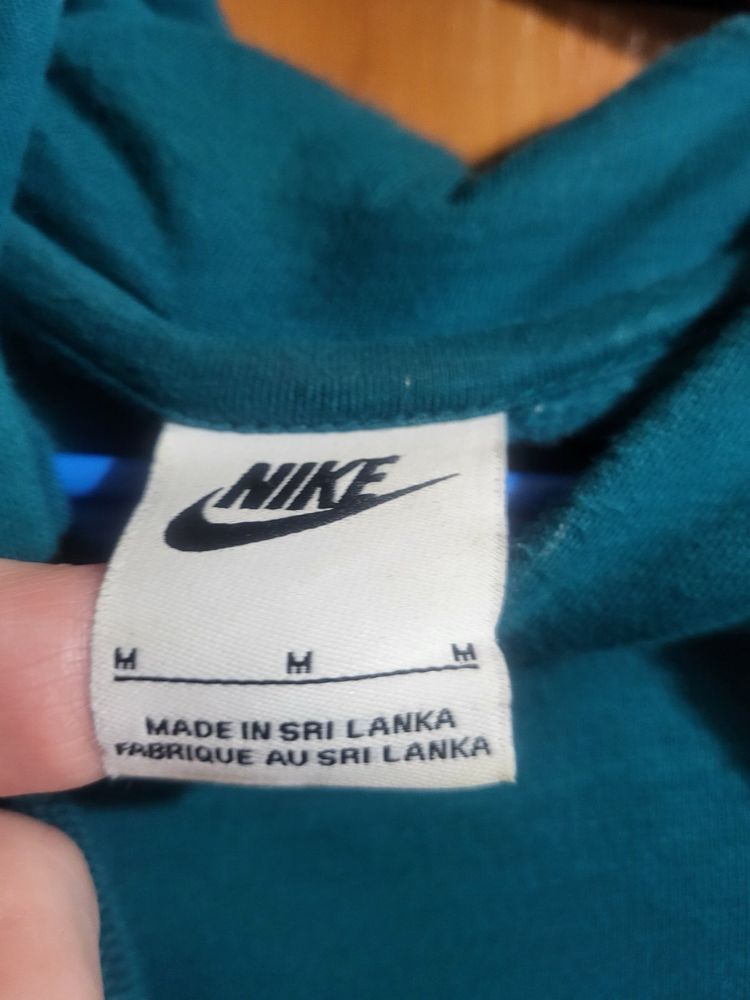 NIKE
M M M
MADE IN SRI LANKA
FABRIQUE AU SRI LANKA